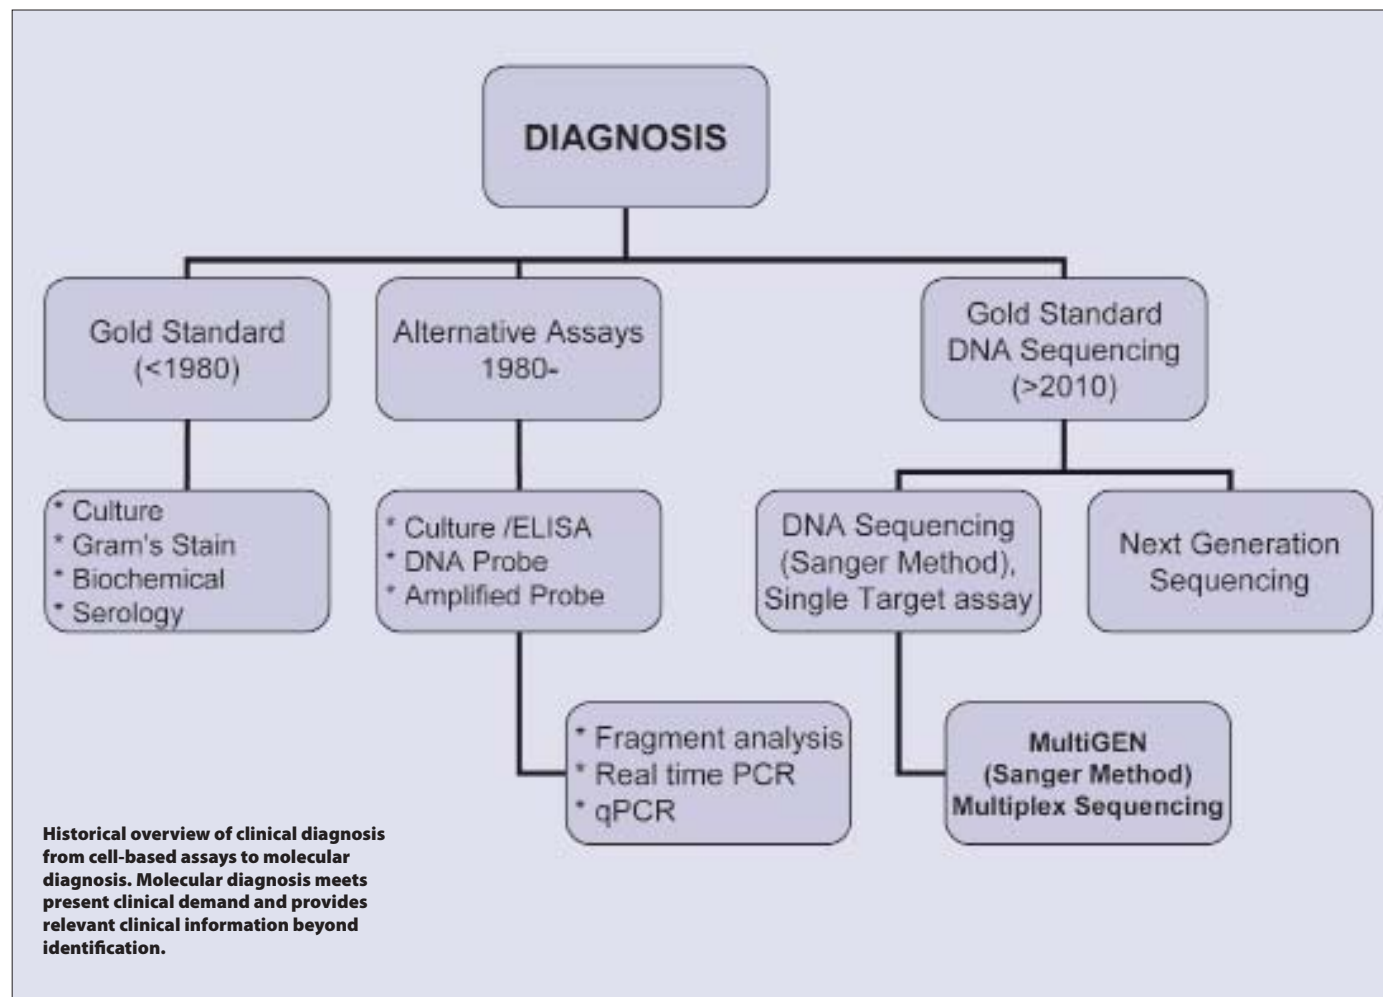 DIAGNOSIS
Gold Standard
(<1980)
Alternative Assays
1980-
Gold Standard
DNA Sequencing
(>2010)
* Culture
* Gram's Stain
* Biochemical
* Serology
* Culture /ELISA
* DNA Probe
* Amplified Probe
DNA Sequencing
(Sanger Method),
Single Target assay
Next Generation
Sequencing
* Fragment analysis
* Real time PCR
* qPCR
MultiGEN
(Sanger Method)
Multiplex Sequencing
Historical overview of clinical diagnosis
from cell-based assays to molecular
diagnosis. Molecular diagnosis meets
present clinical demand and provides
relevant clinical information beyond
identification.